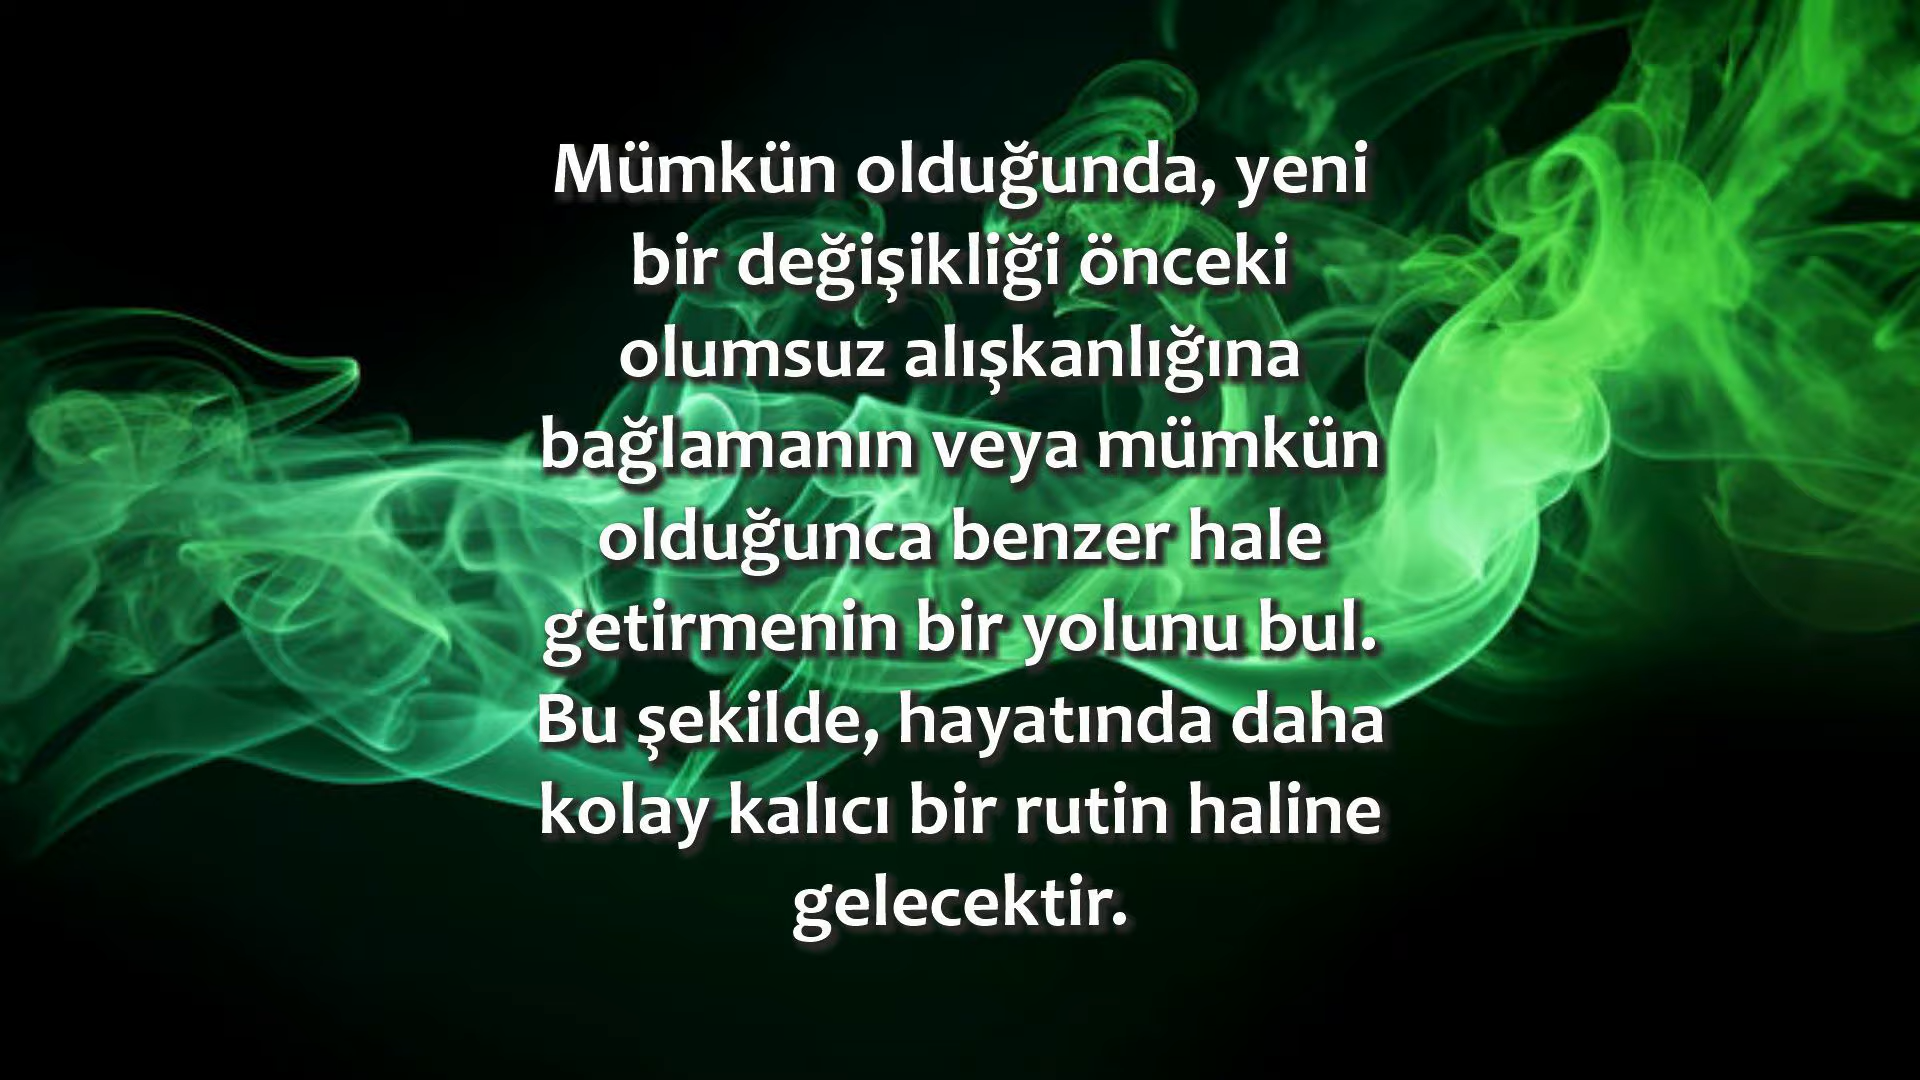 Mümkün olduğunda, yeni
bir değişikliği önceki
olumsuz alışkanlığına
bağlamanın veya mümkün
olduğunca benzer hale
getirmenin bir yolunu bul.
Bu şekilde, hayatında daha
kolay kalıcı bir rutin haline
gelecektir.